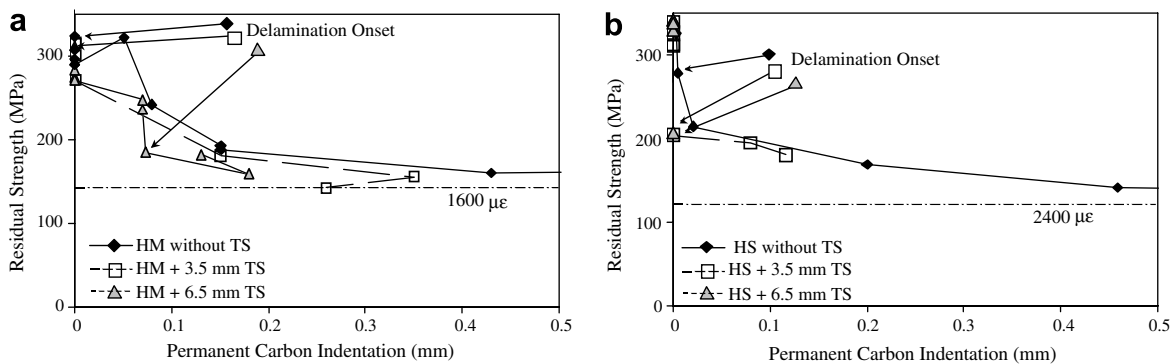 a
Residual Strength (MPa)
300
200
100
0
Delamination Onset
1600 με
HM without TS
HM + 3.5 mm TS
HM + 6.5 mm TS
0 0.1 0.2 0.3 0.4 0.5
Permanent Carbon Indentation (mm)
b
Residual Strength (MPa)
300
200
100
0
Delamination Onset
2400 με
HS without TS
HS + 3.5 mm TS
HS + 6.5 mm TS
0 0.1 0.2 0.3 0.4 0.5
Permanent Carbon Indentation (mm)